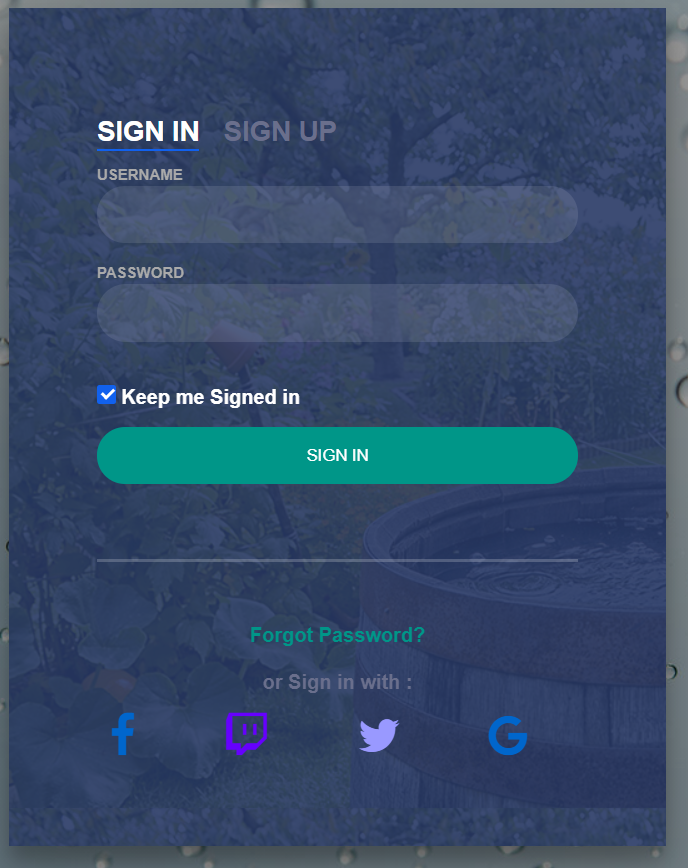 SIGN IN SIGN UP
USERNAME
PASSWORD
Keep me Signed in
SIGN IN
Forgot Password?
or Sign in with :